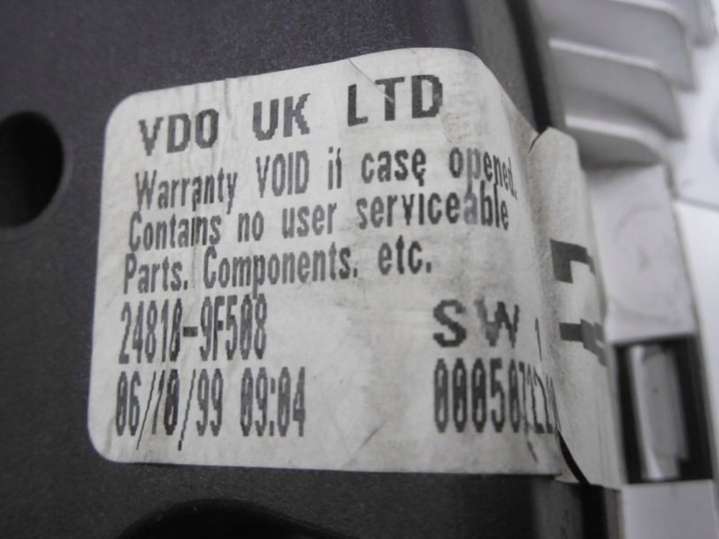 VDO UK LTD
Warranty VOID if case opened.
Contains no user serviceable
Parts. Components. etc.
24810-9F508 SW
06/10/99 09:04